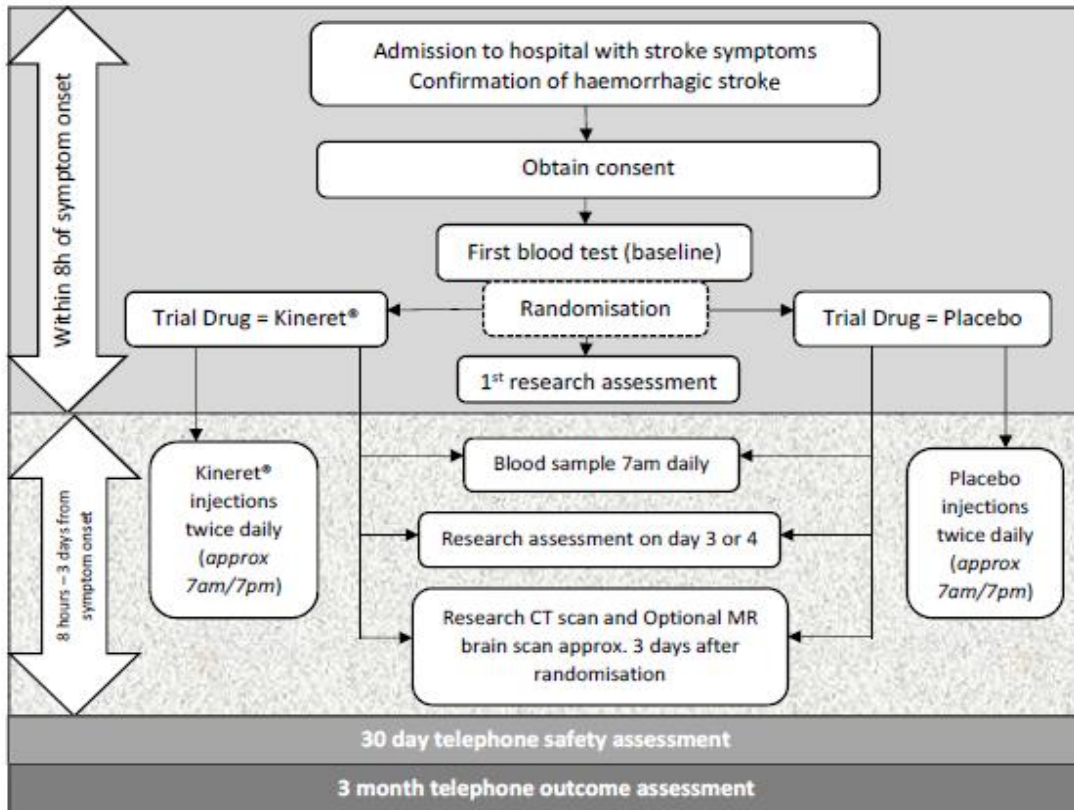 Admission to hospital with stroke symptoms
Confirmation of haemorrhagic stroke
Within 8h of symptom onset
Obtain consent
First blood test (baseline)
Randomisation
Trial Drug = Kineret®
Trial Drug = Placebo
1st research assessment
8 hours – 3 days from
symptom onset
Kineret®
injections
twice daily
(approx
7am/7pm)
Blood sample 7am daily
Research assessment on day 3 or 4
Research CT scan and Optional MR
brain scan approx. 3 days after
randomisation
Placebo
injections
twice daily
(approx
7am/7pm)
30 day telephone safety assessment
3 month telephone outcome assessment